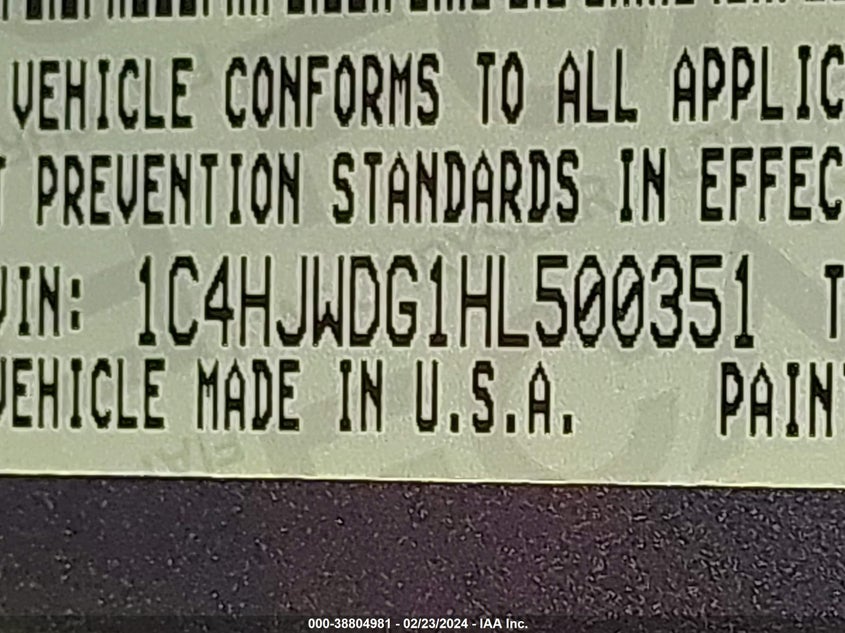 VEHICLE CONFORMS TO ALL APPLIC
T PREVENTION STANDARDS IN EFFEC
VIN: 1C4HJWDG1HL500351 T
VEHICLE MADE IN U.S.A. PAIN
000-38804981 - 02/23/2024 - IAA Inc.